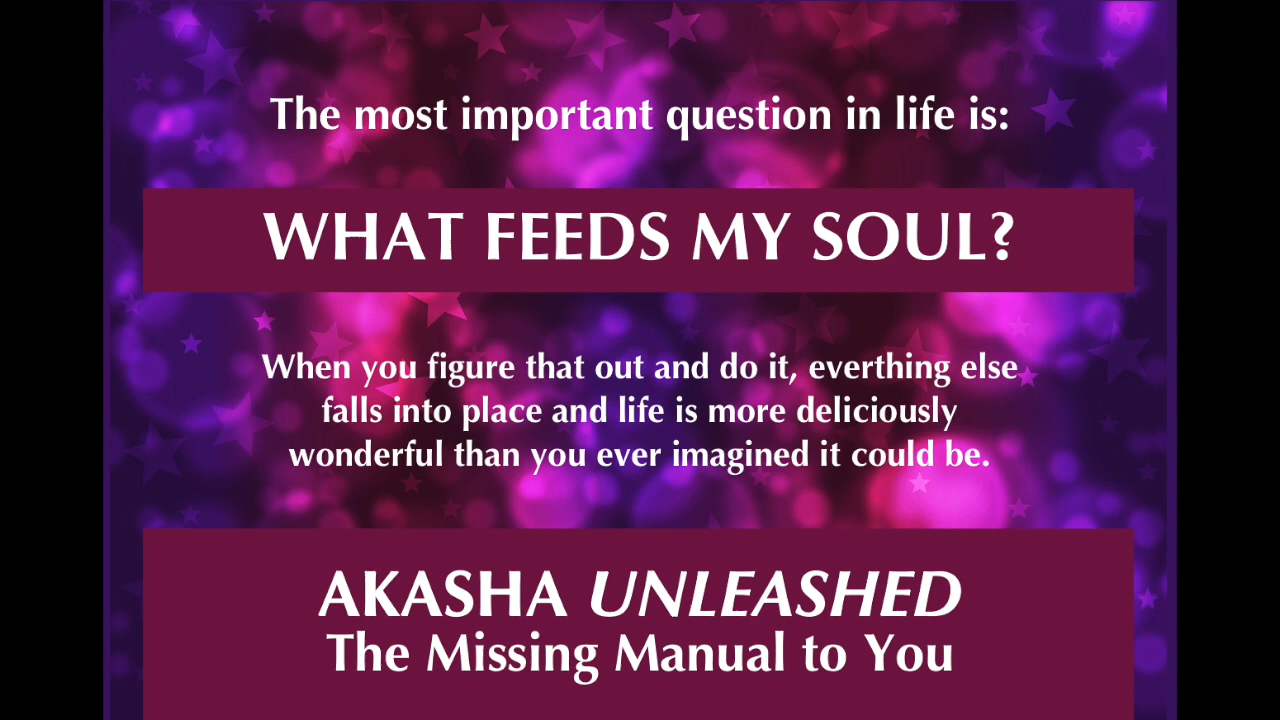 The most important question in life is:
WHAT FEEDS MY SOUL?
When you figure that out and do it, everthing else
falls into place and life is more deliciously
wonderful than you ever imagined it could be.
AKASHA UNLEASHED
The Missing Manual to You